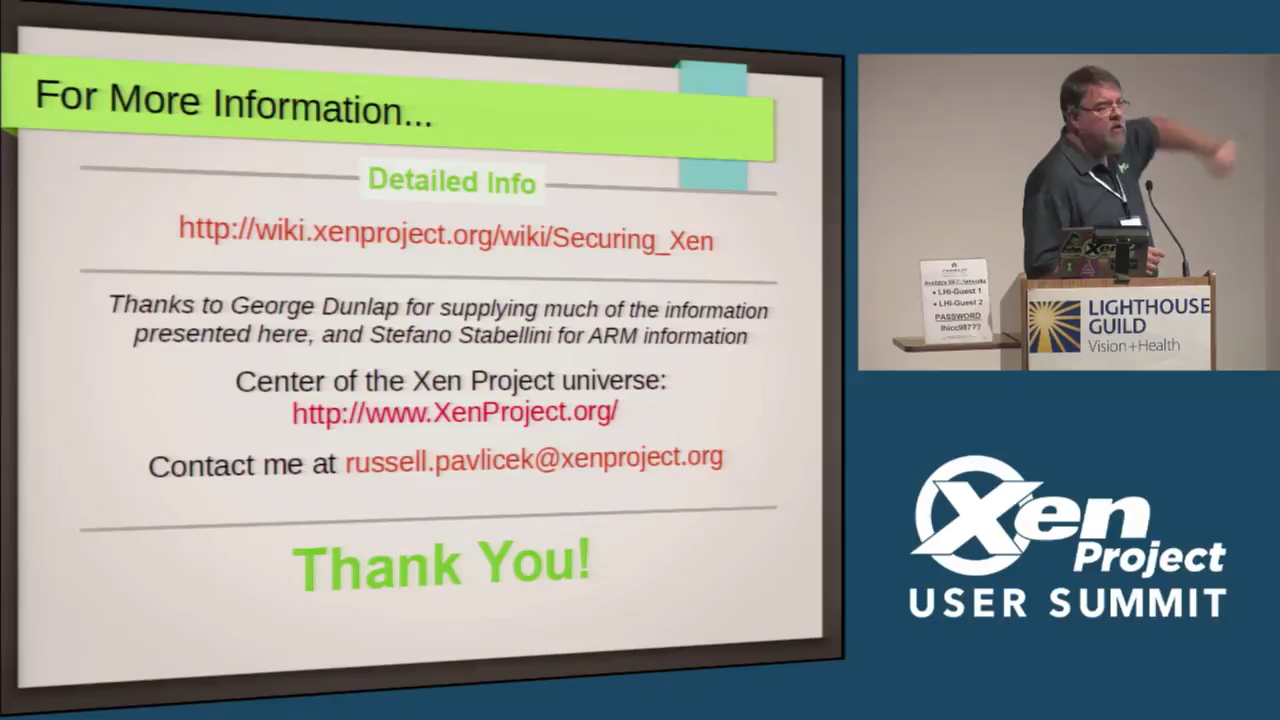 For More Information...
Detailed Info
http://wiki.xenproject.org/wiki/Securing_Xen
Thanks to George Dunlap for supplying much of the information
presented here, and Stefano Stabellini for ARM information
Center of the Xen Project universe:
http://www.XenProject.org/
Contact me at russell.pavlicek@xenproject.org
Thank You!
• LHI-Guest 1
• LHI-Guest 2
PASSWORD
LIGHTHOUSE
GUILD
Vision+Health
Xen
Project
USER SUMMIT